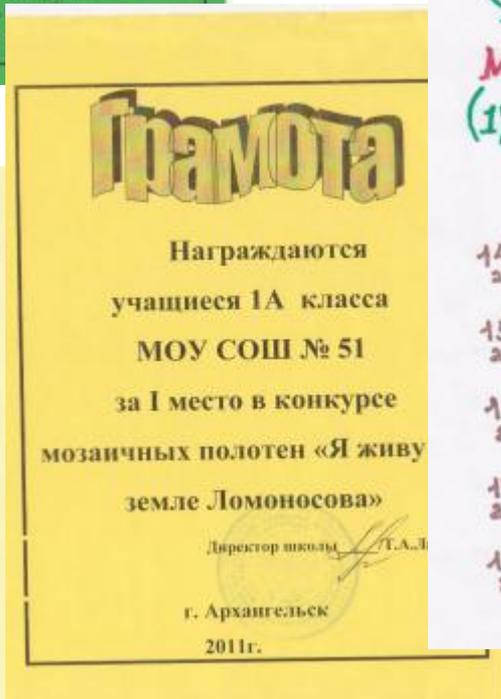 Грамота
Награждаются
учащиеся 1А класса
МОУ СОШ № 51
за I место в конкурсе
мозаичных полотен «Я живу
земле Ломоносова»
Директор школы /Т.А.
г. Архангельск
2011г.